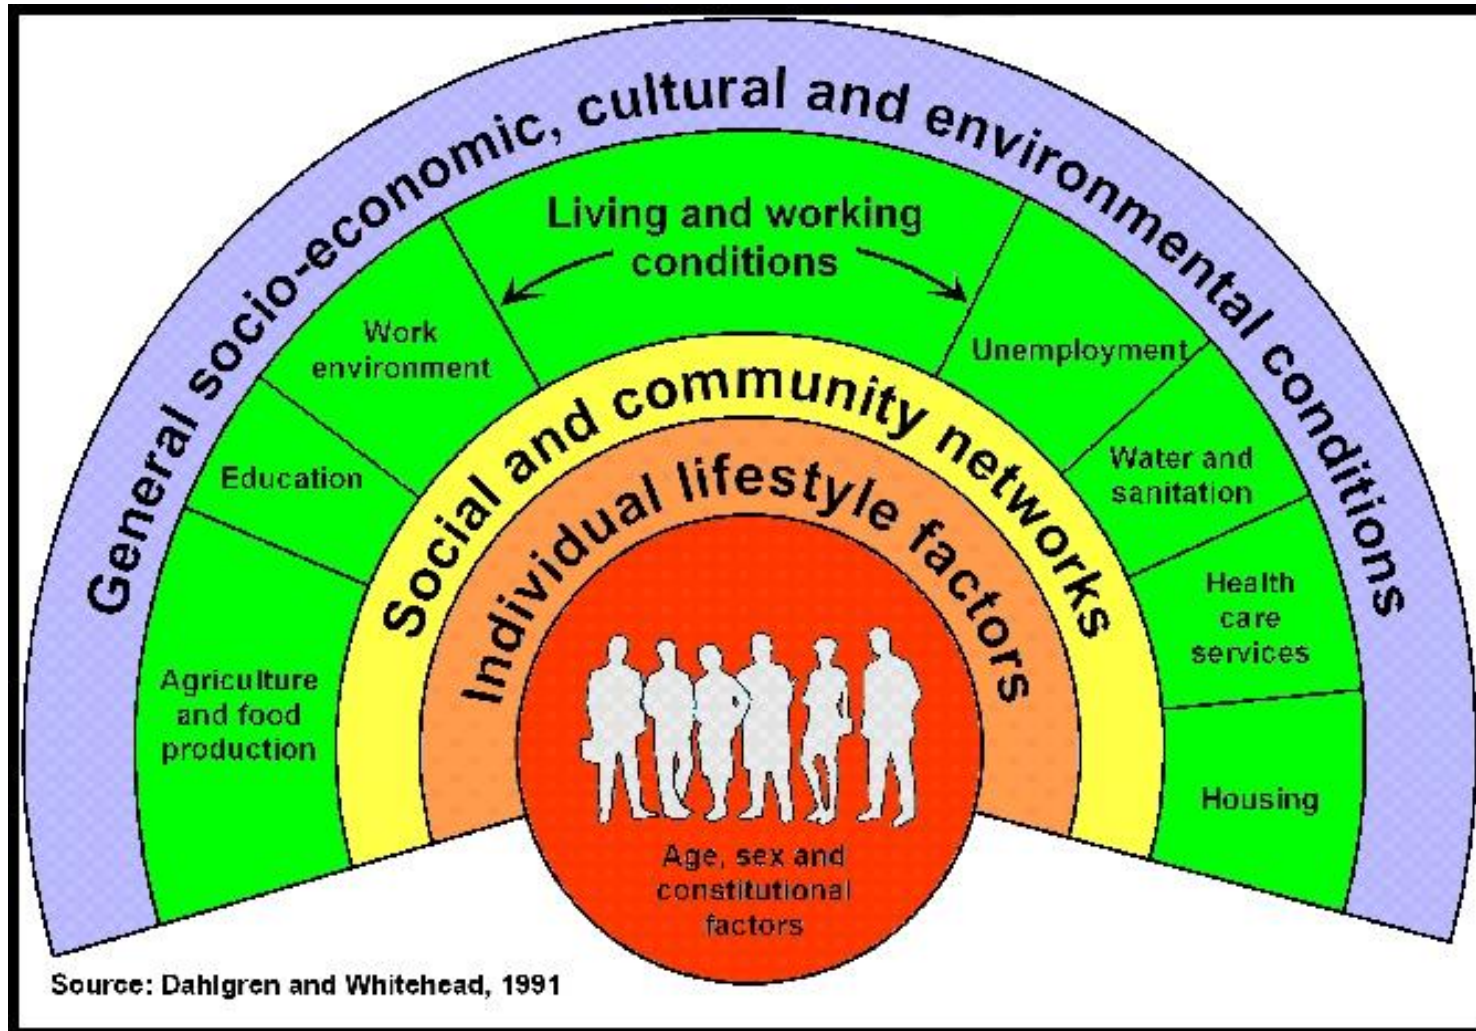 General socio-economic, cultural and environmental conditions
Living and working
conditions
Work
environment
Unemployment
Education
Water and
sanitation
Agriculture
and food
production
Health
care
services
Housing
Social and community networks
Individual lifestyle factors
Age, sex and
constitutional
factors
Source: Dahlgren and Whitehead, 1991